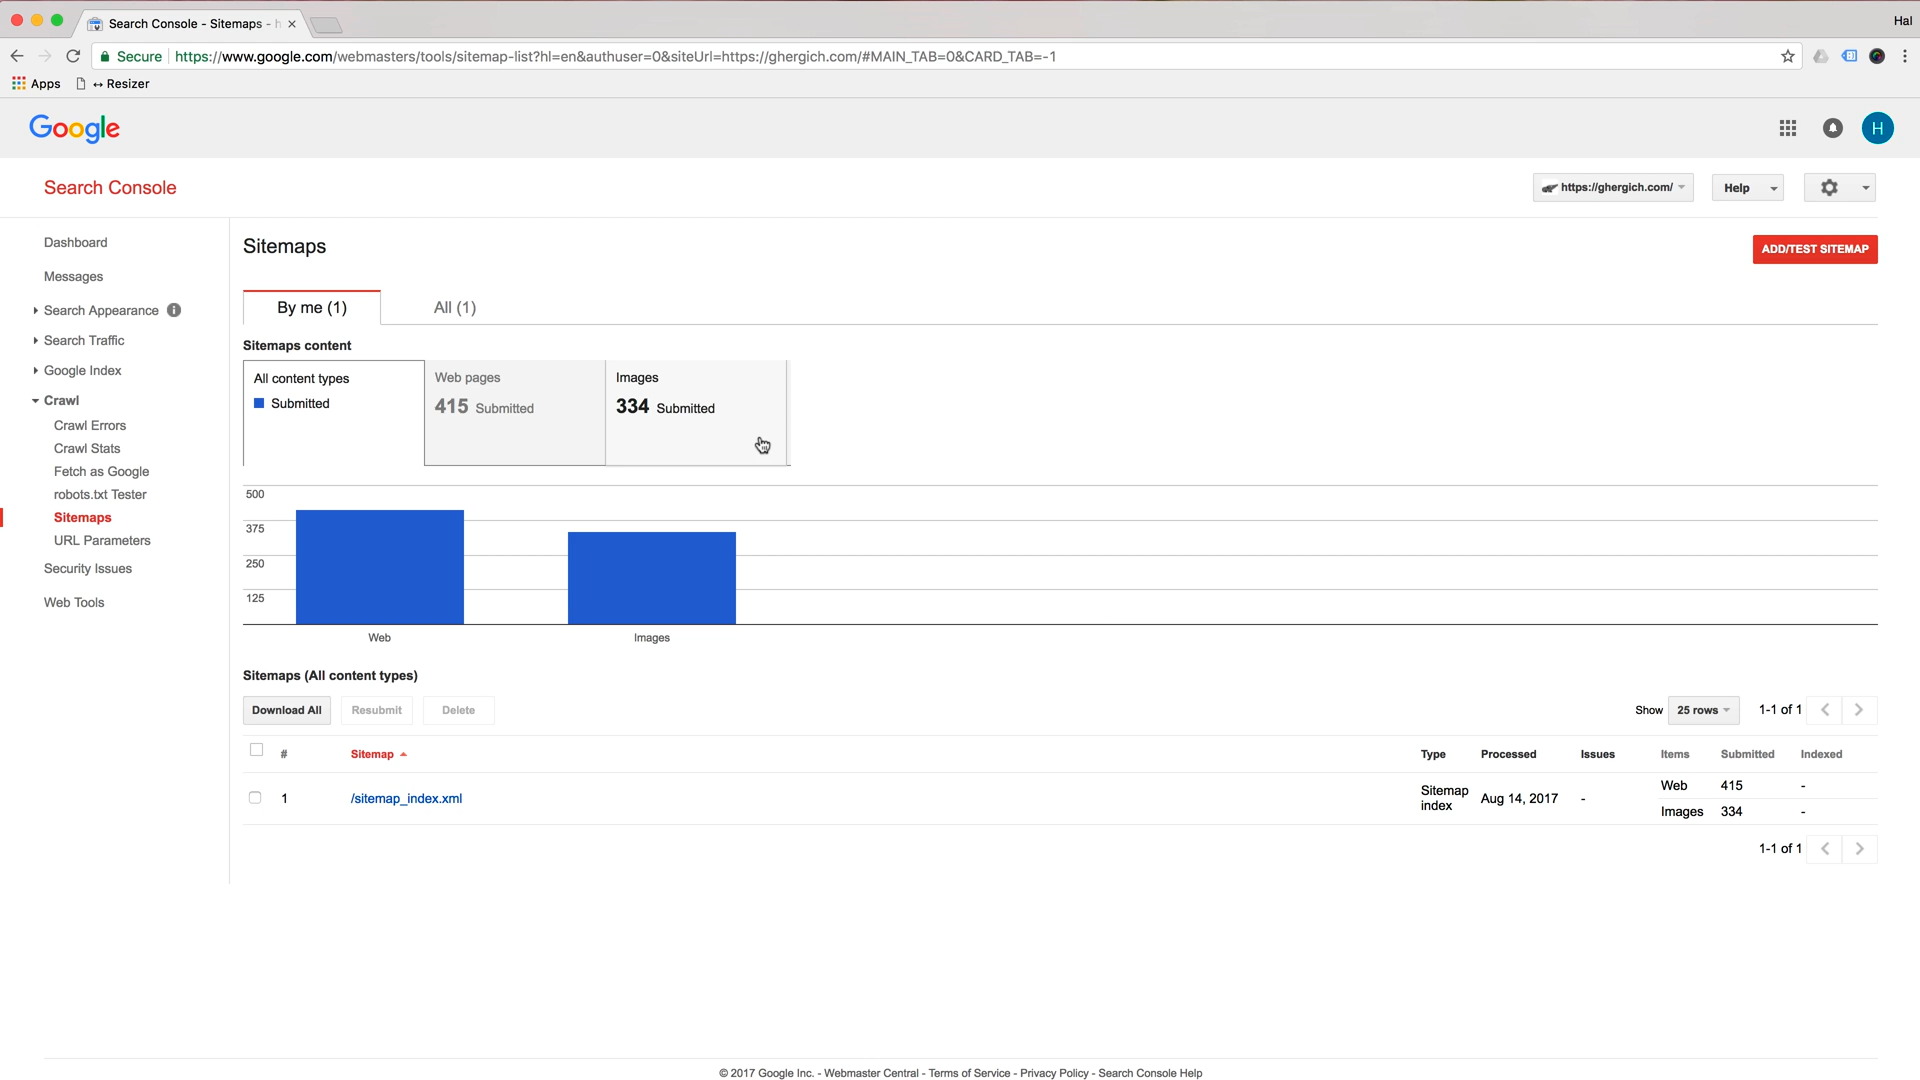 Search Console - Sitemaps - h
Hal
Secure https://www.google.com/webmasters/tools/sitemap-list?hl=en&authuser=0&siteUrl=https://ghergich.com/#MAIN_TAB=0&CARD_TAB=-1
Apps ↔ Resizer
Google
H
Search Console
https://ghergich.com/
Help
Dashboard
Messages
Search Appearance
Search Traffic
Google Index
Crawl
Crawl Errors
Crawl Stats
Fetch as Google
robots.txt Tester
Sitemaps
URL Parameters
Security Issues
Web Tools
Sitemaps
ADD/TEST SITEMAP
By me (1) All (1)
Sitemaps content
All content types
Submitted
Web pages
415 Submitted
Images
334 Submitted
500
375
250
125
Web Images
Sitemaps (All content types)
Download All Resubmit Delete
Show 25 rows 1-1 of 1
# Sitemap Type Processed Issues Items Submitted Indexed
1 /sitemap_index.xml Sitemap index Aug 14, 2017 - Web 415 -
Images 334 -
1-1 of 1
© 2017 Google Inc. - Webmaster Central - Terms of Service - Privacy Policy - Search Console Help